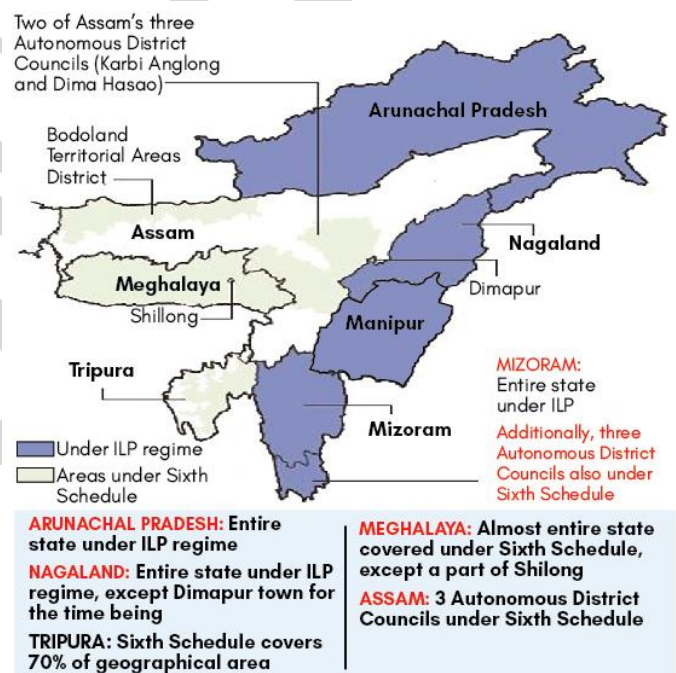 Two of Assam's three
Autonomous District
Councils (Karbi Anglong
and Dima Hasao)
Arunachal Pradesh
Bodoland
Territorial Areas
District
Assam
Nagaland
Meghalaya
Dimapur
Shillong
Manipur
Tripura
MIZORAM:
Entire state
under ILP
Mizoram
Additionally, three
Autonomous District
Councils also under
Sixth Schedule
Under ILP regime
Areas under Sixth
Schedule
ARUNACHAL PRADESH: Entire
state under ILP regime
NAGALAND: Entire state under ILP
regime, except Dimapur town for
the time being
TRIPURA: Sixth Schedule covers
70% of geographical area
MEGHALAYA: Almost entire state
covered under Sixth Schedule,
except a part of Shilong
ASSAM: 3 Autonomous District
Councils under Sixth Schedule